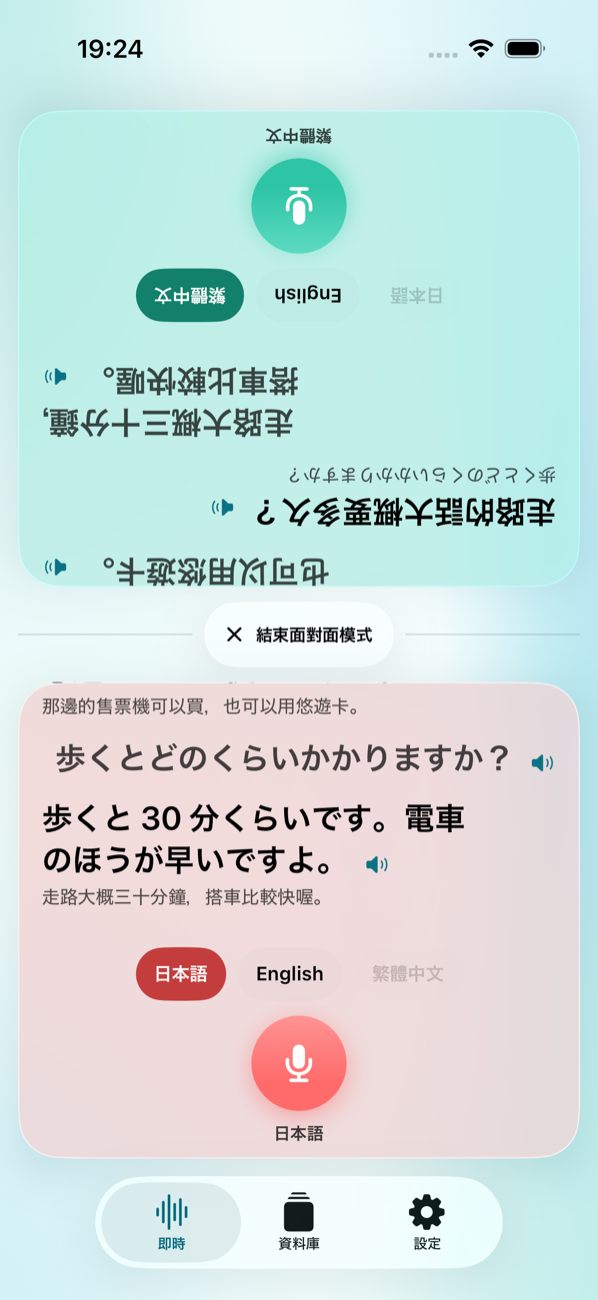 19:24
也可以用悠遊卡。
走路的話大概要多久？
歩くとどのくらいかかりますか？
走路大概三十分鐘,
搭車比較快喔。
日本語 English 繁體中文
繁體中文
結束面對面模式
那邊的售票機可以買，也可以用悠遊卡。
歩くとどのくらいかかりますか？
歩くと 30 分くらいです。電車
のほうが早いですよ。
走路大概三十分鐘，搭車比較快喔。
日本語 English 繁體中文
日本語
即時 資料庫 設定